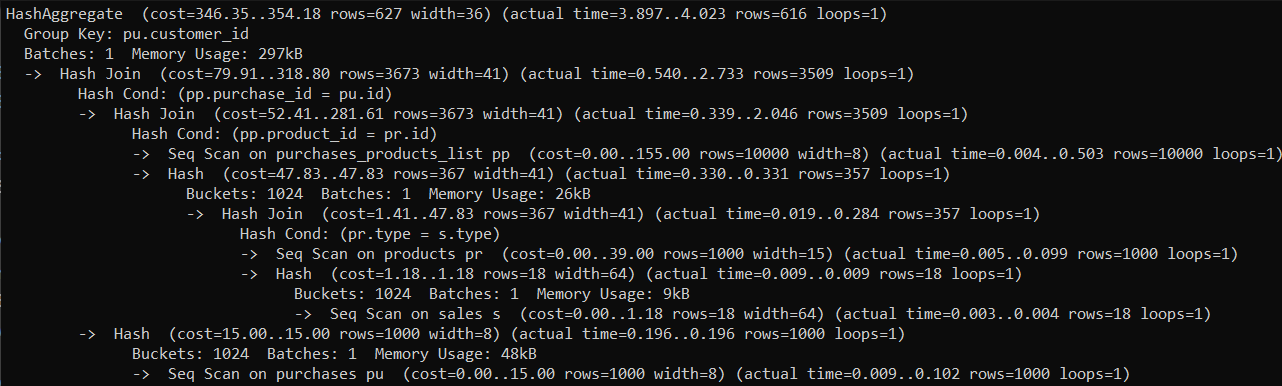 HashAggregate  (cost=346.35..354.18 rows=627 width=36) (actual time=3.897..4.023 rows=616 loops=1)
  Group Key: pu.customer_id
  Batches: 1  Memory Usage: 297kB
  ->  Hash Join  (cost=79.91..318.80 rows=3673 width=41) (actual time=0.540..2.733 rows=3509 loops=1)
        Hash Cond: (pp.purchase_id = pu.id)
        ->  Hash Join  (cost=52.41..281.61 rows=3673 width=41) (actual time=0.339..2.046 rows=3509 loops=1)
              Hash Cond: (pp.product_id = pr.id)
              ->  Seq Scan on purchases_products_list pp  (cost=0.00..155.00 rows=10000 width=8) (actual time=0.004..0.503 rows=10000 loops=1)
              ->  Hash  (cost=47.83..47.83 rows=367 width=41) (actual time=0.330..0.331 rows=357 loops=1)
                    Buckets: 1024  Batches: 1  Memory Usage: 26kB
                    ->  Hash Join  (cost=1.41..47.83 rows=367 width=41) (actual time=0.019..0.284 rows=357 loops=1)
                          Hash Cond: (pr.type = s.type)
                          ->  Seq Scan on products pr  (cost=0.00..39.00 rows=1000 width=15) (actual time=0.005..0.099 rows=1000 loops=1)
                          ->  Hash  (cost=1.18..1.18 rows=18 width=64) (actual time=0.009..0.009 rows=18 loops=1)
                                Buckets: 1024  Batches: 1  Memory Usage: 9kB
                                ->  Seq Scan on sales s  (cost=0.00..1.18 rows=18 width=64) (actual time=0.003..0.004 rows=18 loops=1)
        ->  Hash  (cost=15.00..15.00 rows=1000 width=8) (actual time=0.196..0.196 rows=1000 loops=1)
              Buckets: 1024  Batches: 1  Memory Usage: 48kB
              ->  Seq Scan on purchases pu  (cost=0.00..15.00 rows=1000 width=8) (actual time=0.009..0.102 rows=1000 loops=1)